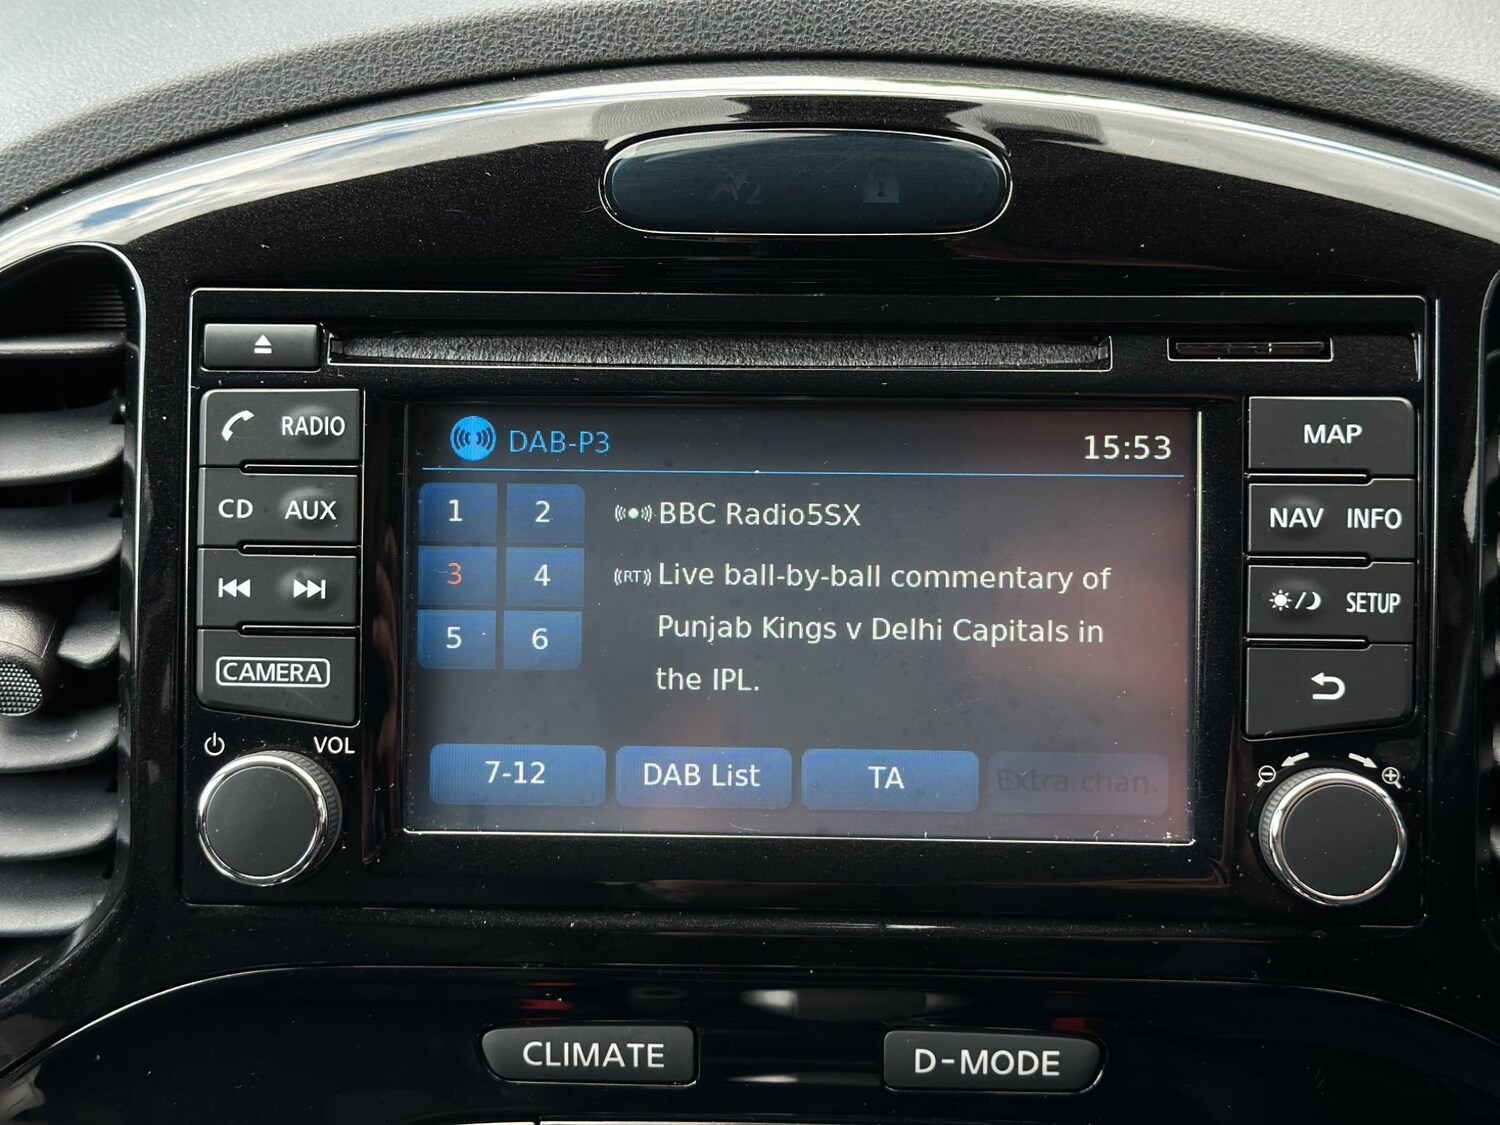 RADIO
CD AUX
CAMERA
VOL
DAB-P3 15:53
1 2
3 4
5 6
BBC Radio5SX
RT Live ball-by-ball commentary of
Punjab Kings v Delhi Capitals in
the IPL.
7-12 DAB List TA Extra chan.
MAP
NAV INFO
SETUP
CLIMATE D-MODE